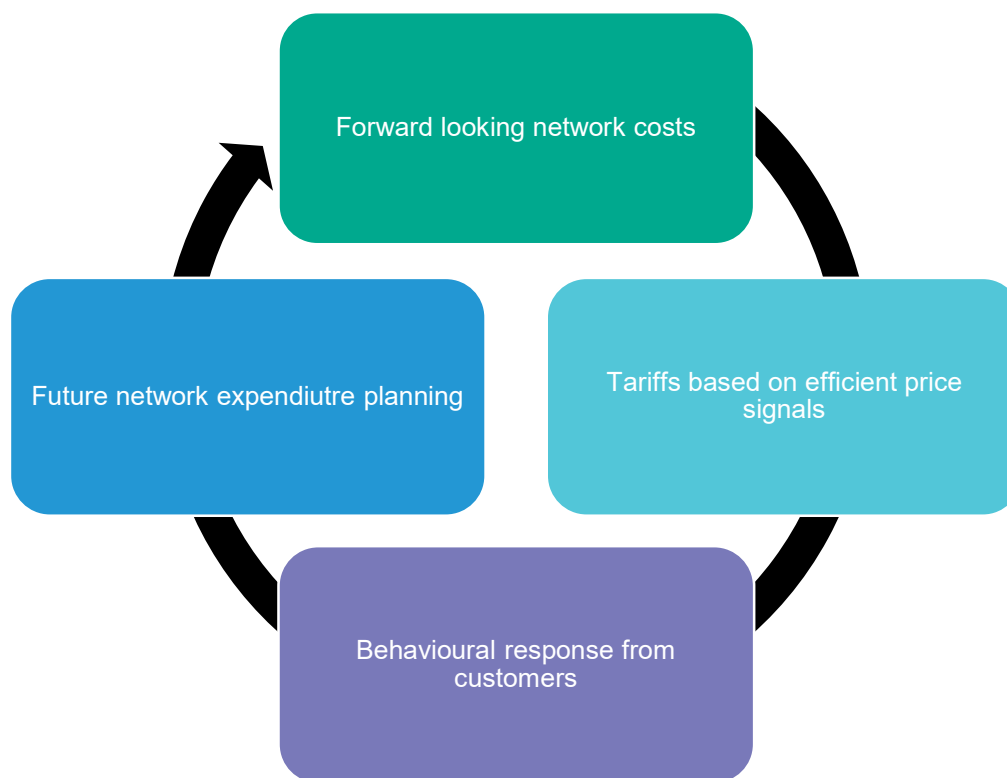 Forward looking network costs
Tariffs based on efficient price
signals
Behavioural response from
customers
Future network expendiutre planning